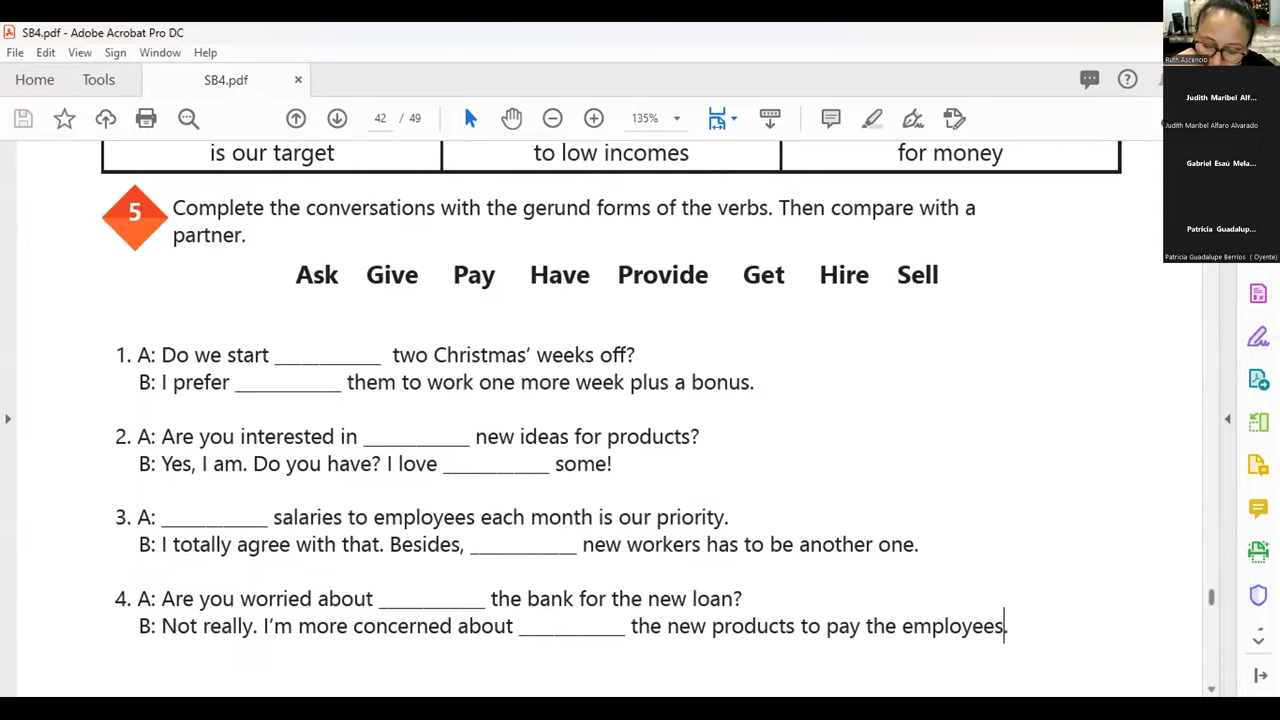 SB4.pdf - Adobe Acrobat Pro DC
File Edit View Sign Window Help
Home Tools SB4.pdf ×
42 / 49 135%
is our target to low incomes for money
5 Complete the conversations with the gerund forms of the verbs. Then compare with a
partner.
Ask Give Pay Have Provide Get Hire Sell
1. A: Do we start __________ two Christmas’ weeks off?
B: I prefer __________ them to work one more week plus a bonus.
2. A: Are you interested in __________ new ideas for products?
B: Yes, I am. Do you have? I love __________ some!
3. A: __________ salaries to employees each month is our priority.
B: I totally agree with that. Besides, __________ new workers has to be another one.
4. A: Are you worried about __________ the bank for the new loan?
B: Not really. I’m more concerned about __________ the new products to pay the employees.
Ruth Ascencio
Judith Maribel Alf...
Judith Maribel Alfaro Alvarado
Gabriel Esaú Mela...
Patricia Guadalup...
Patricia Guadalupe Berríos ( Oyente)